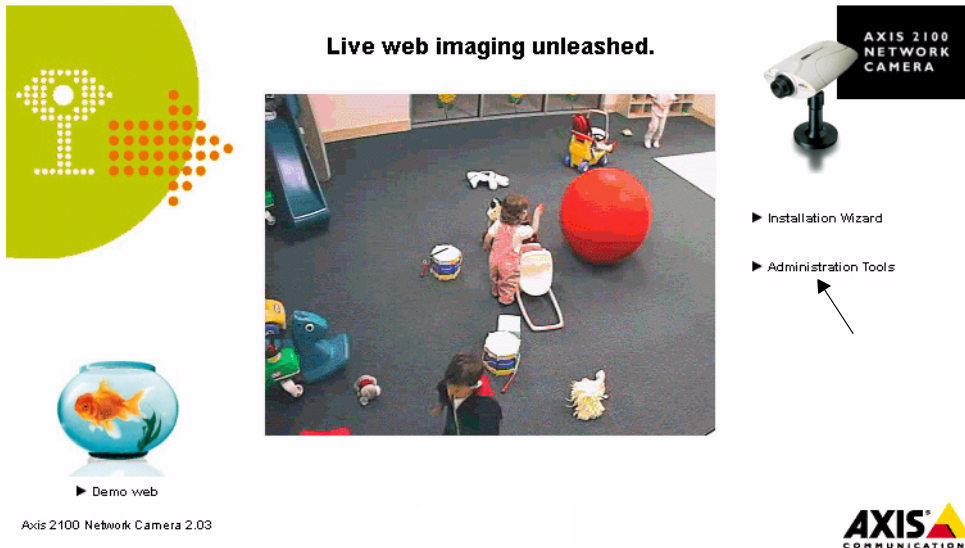 Live web imaging unleashed.
AXIS 2100
NETWORK
CAMERA
► Installation Wizard
► Administration Tools
► Demo web
Axis 2100 Network Camera 2.03
AXIS
COMMUNICATION